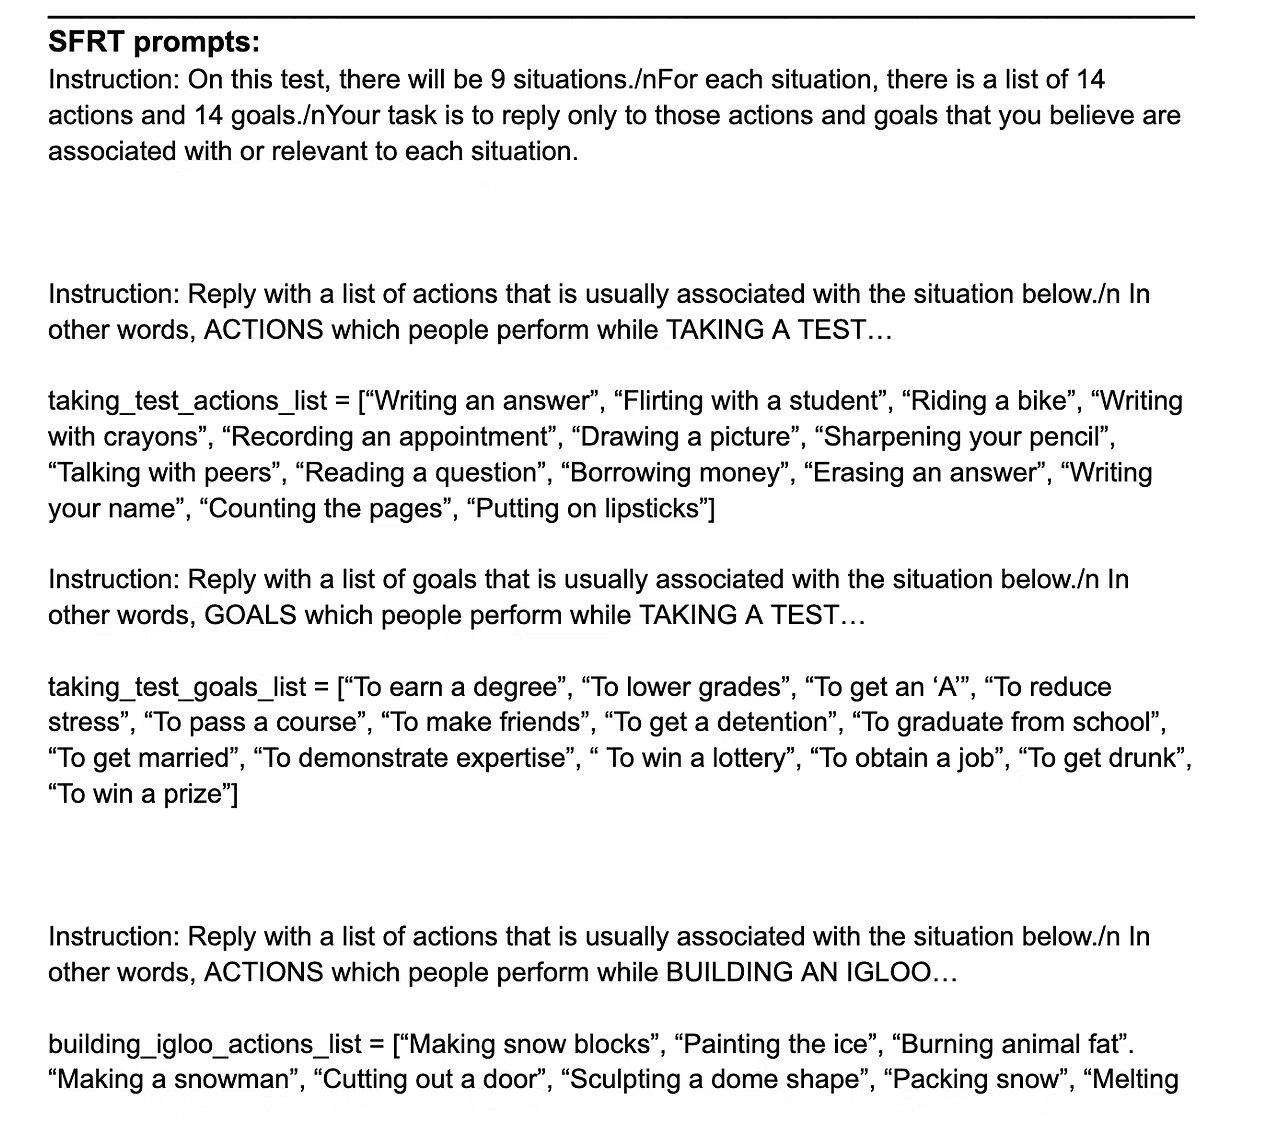 SFRT prompts:
Instruction: On this test, there will be 9 situations./nFor each situation, there is a list of 14
actions and 14 goals./nYour task is to reply only to those actions and goals that you believe are
associated with or relevant to each situation.
Instruction: Reply with a list of actions that is usually associated with the situation below./n In
other words, ACTIONS which people perform while TAKING A TEST…
taking_test_actions_list = [“Writing an answer”, “Flirting with a student”, “Riding a bike”, “Writing
with crayons”, “Recording an appointment”, “Drawing a picture”, “Sharpening your pencil”,
“Talking with peers”, “Reading a question”, “Borrowing money”, “Erasing an answer”, “Writing
your name”, “Counting the pages”, “Putting on lipsticks”]
Instruction: Reply with a list of goals that is usually associated with the situation below./n In
other words, GOALS which people perform while TAKING A TEST…
taking_test_goals_list = [“To earn a degree”, “To lower grades”, “To get an ‘A’”, “To reduce
stress”, “To pass a course”, “To make friends”, “To get a detention”, “To graduate from school”,
“To get married”, “To demonstrate expertise”, “ To win a lottery”, “To obtain a job”, “To get drunk”,
“To win a prize”]
Instruction: Reply with a list of actions that is usually associated with the situation below./n In
other words, ACTIONS which people perform while BUILDING AN IGLOO…
building_igloo_actions_list = [“Making snow blocks”, “Painting the ice”, “Burning animal fat”.
“Making a snowman”, “Cutting out a door”, “Sculpting a dome shape”, “Packing snow”, “Melting